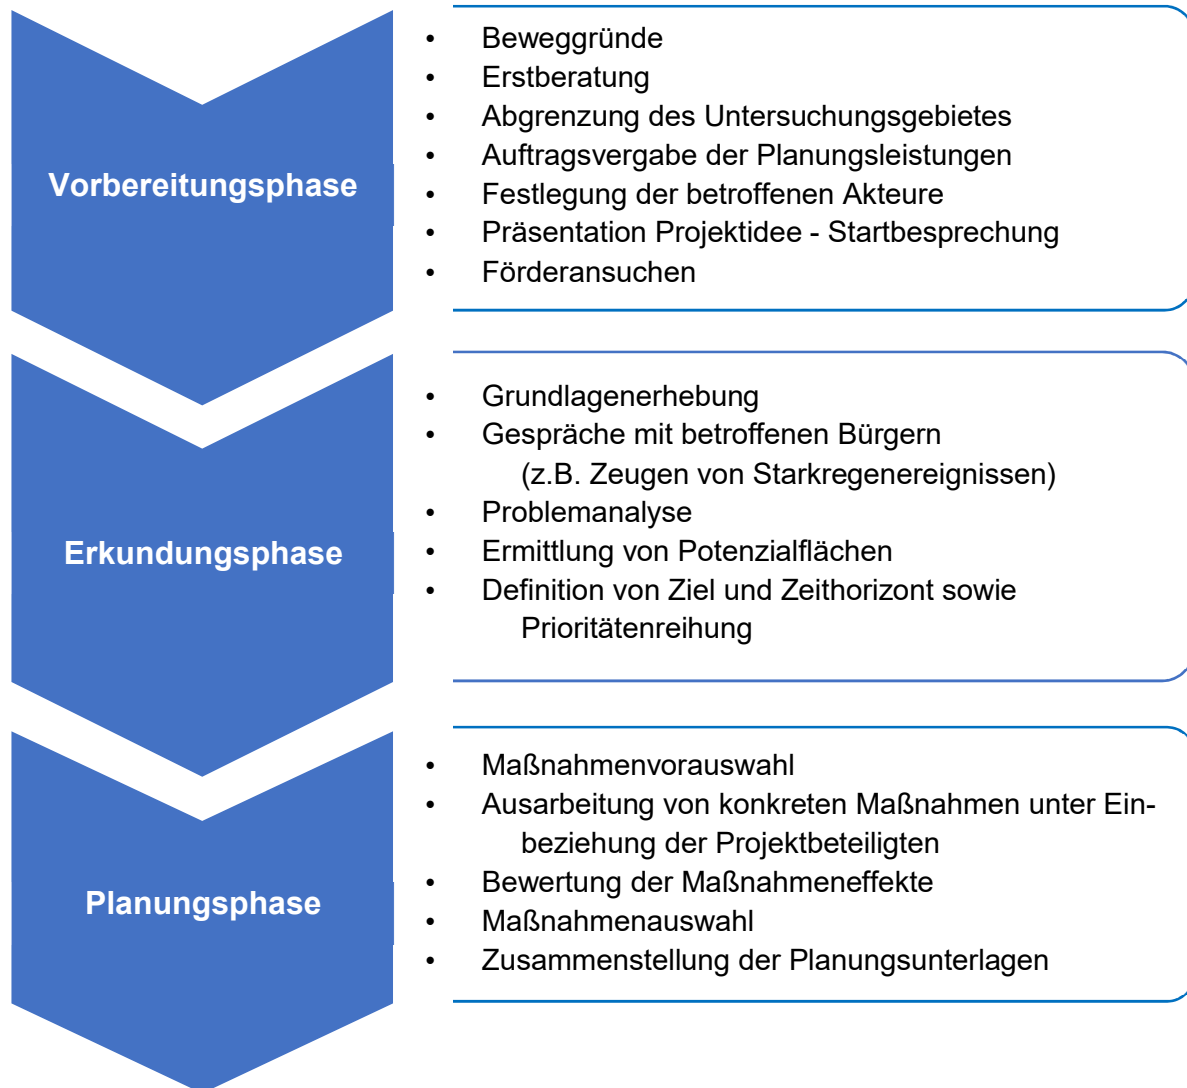 Vorbereitungsphase
• Beweggründe
• Erstberatung
• Abgrenzung des Untersuchungsgebietes
• Auftragsvergabe der Planungsleistungen
• Festlegung der betroffenen Akteure
• Präsentation Projektidee - Startbesprechung
• Förderansuchen
Erkundungsphase
• Grundlagenerhebung
• Gespräche mit betroffenen Bürgern
(z.B. Zeugen von Starkregenereignissen)
• Problemanalyse
• Ermittlung von Potenzialflächen
• Definition von Ziel und Zeithorizont sowie
Prioritätenreihung
Planungsphase
• Maßnahmenvorauswahl
• Ausarbeitung von konkreten Maßnahmen unter Ein-
beziehung der Projektbeteiligten
• Bewertung der Maßnahmeneffekte
• Maßnahmenauswahl
• Zusammenstellung der Planungsunterlagen